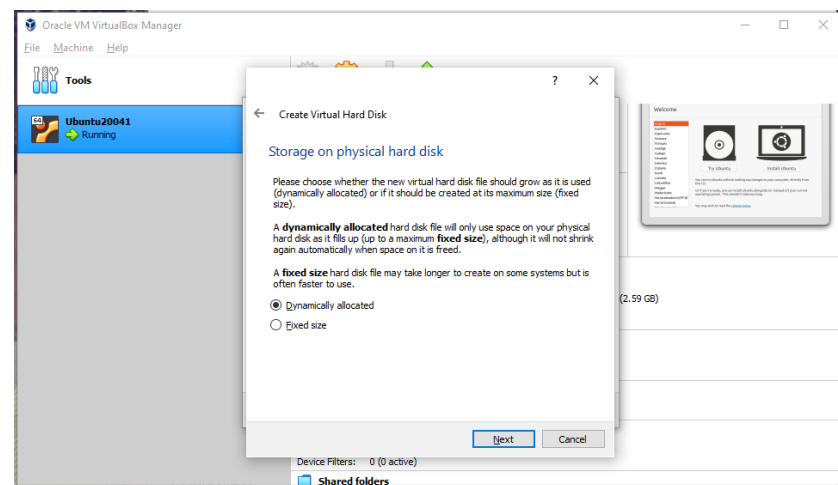 Oracle VM VirtualBox Manager
File Machine Help
Tools
64
Ubuntu20041
Running
?
Create Virtual Hard Disk
Storage on physical hard disk
Please choose whether the new virtual hard disk file should grow as it is used
(dynamically allocated) or if it should be created at its maximum size (fixed
size).
A dynamically allocated hard disk file will only use space on your physical
hard disk as it fills up (up to a maximum fixed size), although it will not shrink
again automatically when space on it is freed.
A fixed size hard disk file may take longer to create on some systems but is
often faster to use.
Dynamically allocated
Fixed size
Next Cancel
Welcome
Try Ubuntu Install Ubuntu
(2.59 GB)
Device Filters: 0 (0 active)
Shared folders